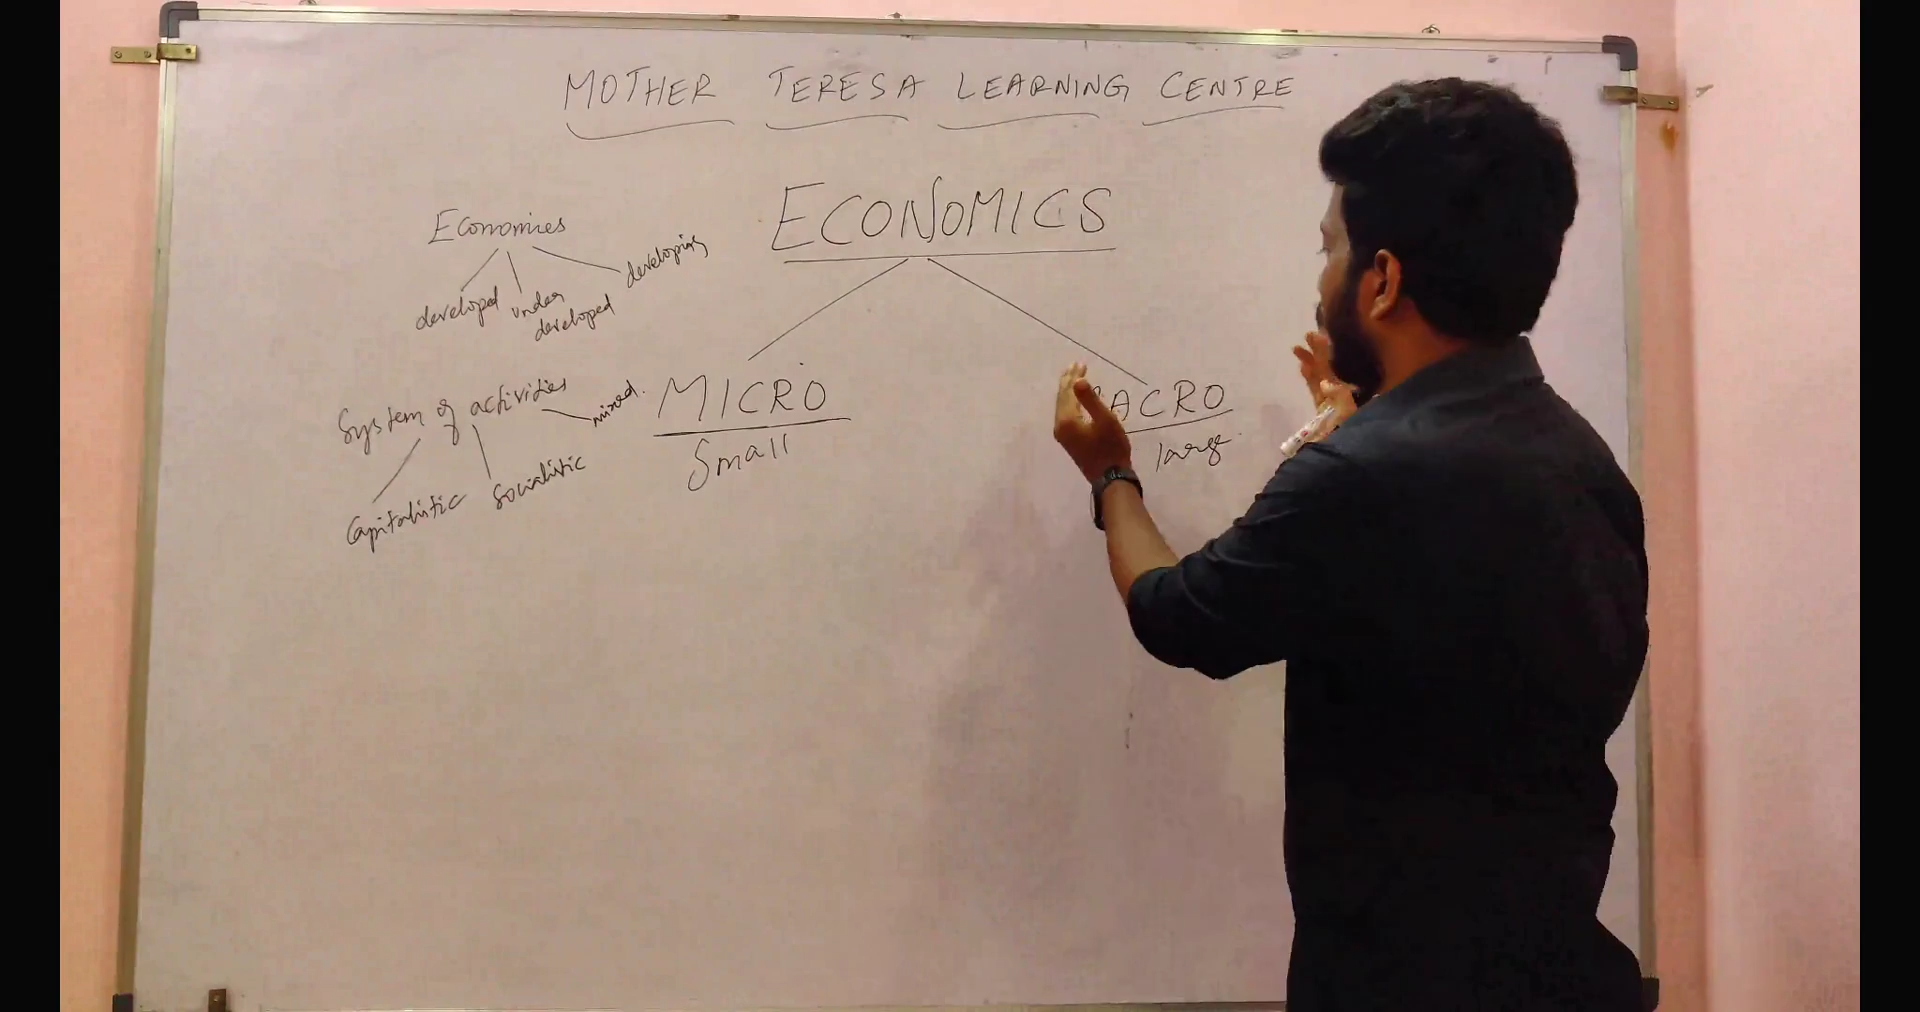 MOTHER TERESA LEARNING CENTRE
ECONOMICS
Economies
developed
under
developed
developing
System of activities
Capitalistic
Socialistic
mixed.
MICRO
Small
ACRO
large